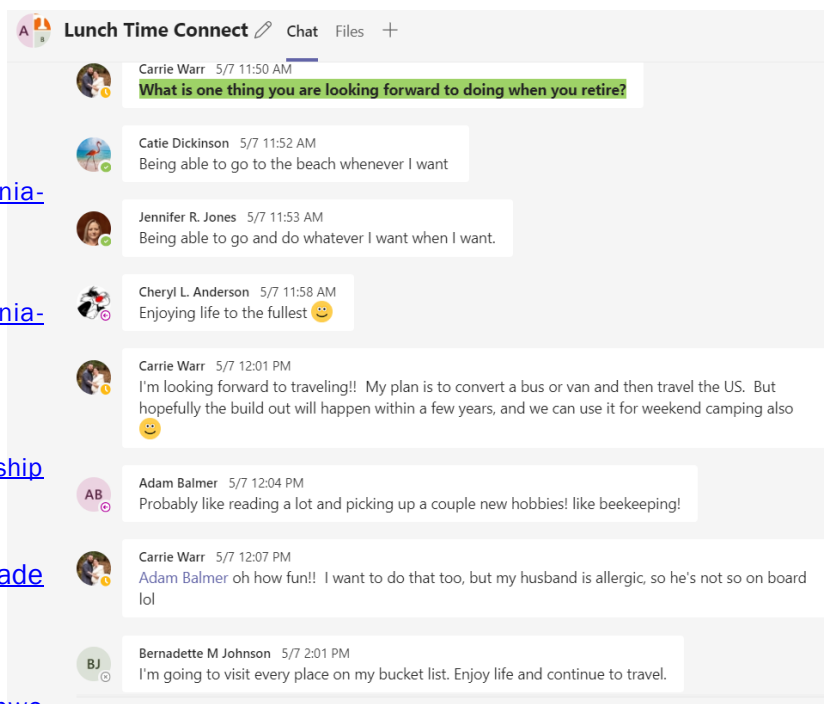 A
B
Lunch Time Connect Chat Files
Carrie Warr 5/7 11:50 AM
What is one thing you are looking forward to doing when you retire?
Catie Dickinson 5/7 11:52 AM
Being able to go to the beach whenever I want
nia-
Jennifer R. Jones 5/7 11:53 AM
Being able to go and do whatever I want when I want.
Cheryl L. Anderson 5/7 11:58 AM
Enjoying life to the fullest
nia-
Carrie Warr 5/7 12:01 PM
I'm looking forward to traveling!! My plan is to convert a bus or van and then travel the US. But
hopefully the build out will happen within a few years, and we can use it for weekend camping also
ship
AB
Adam Balmer 5/7 12:04 PM
Probably like reading a lot and picking up a couple new hobbies! like beekeeping!
Carrie Warr 5/7 12:07 PM
ade
Adam Balmer oh how fun!! I want to do that too, but my husband is allergic, so he's not so on board
lol
BJ
Bernadette M Johnson 5/7 2:01 PM
I'm going to visit every place on my bucket list. Enjoy life and continue to travel.